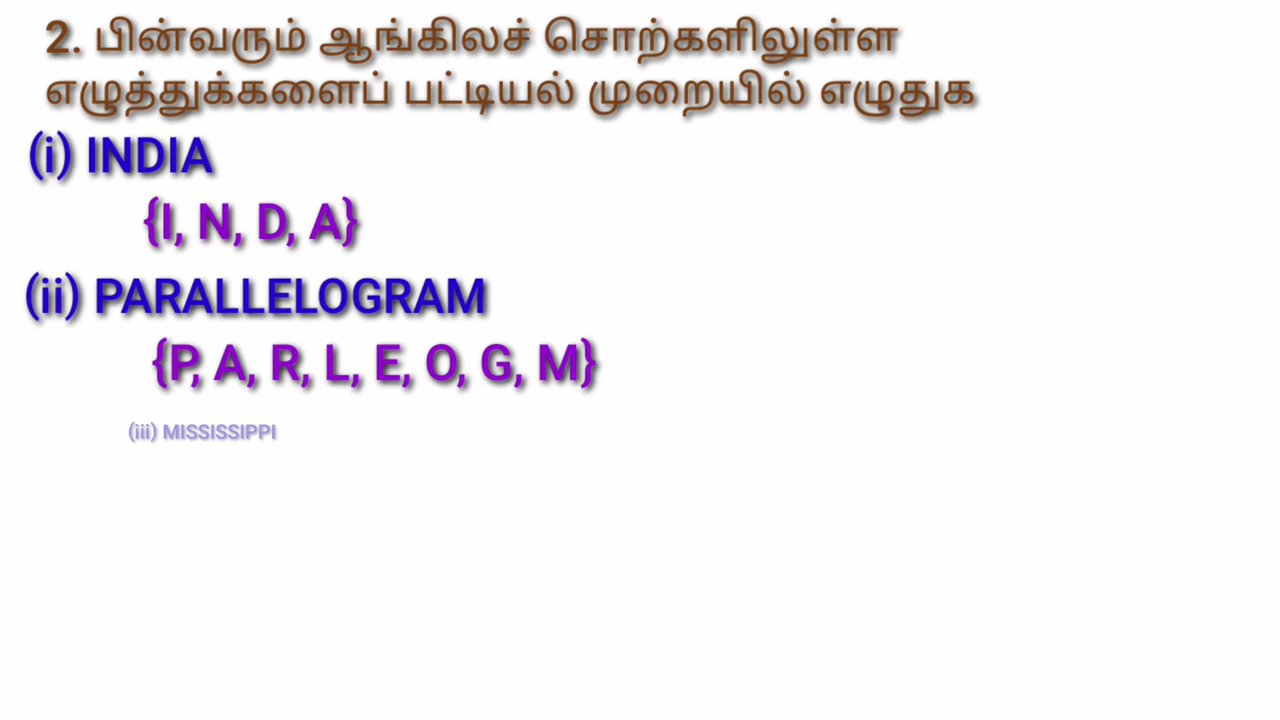 2. பின்வரும் ஆங்கிலச் சொற்களிலுள்ள
எழுத்துக்களைப் பட்டியல் முறையில் எழுதுக
(i) INDIA
{I, N, D, A}
(ii) PARALLELOGRAM
{P, A, R, L, E, O, G, M}
(iii) MISSISSIPPI